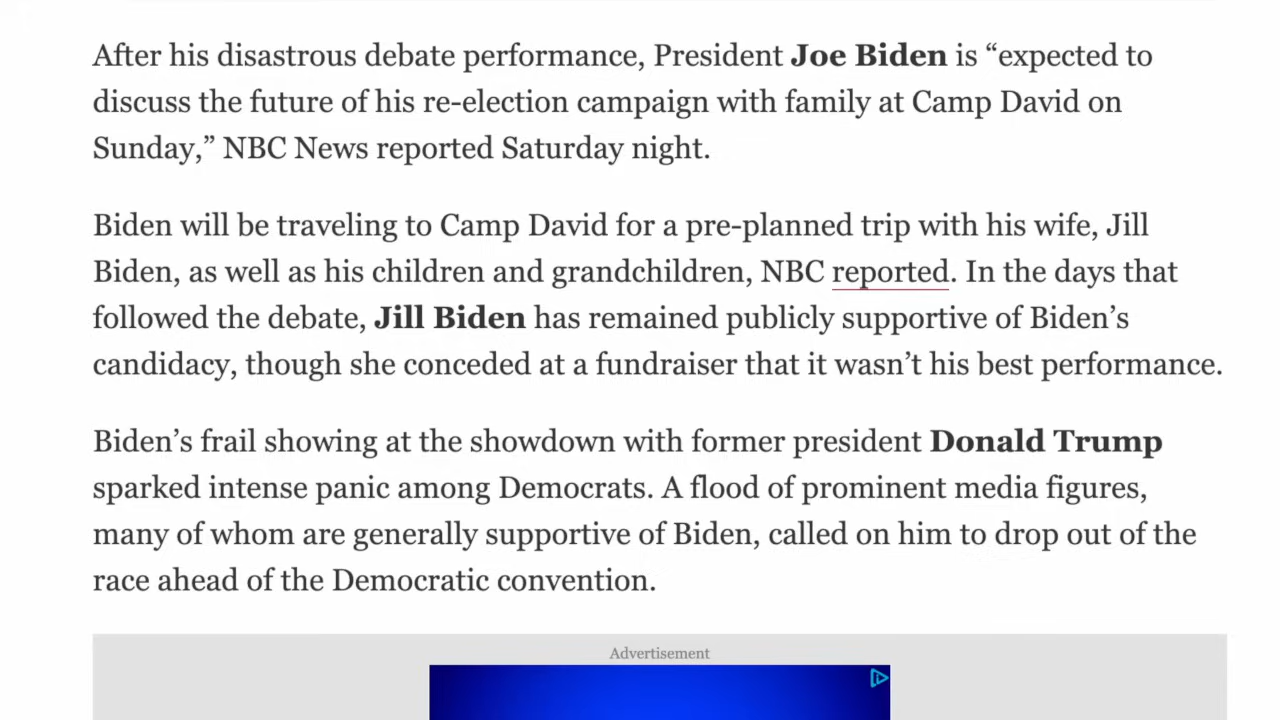 After his disastrous debate performance, President Joe Biden is “expected to
discuss the future of his re-election campaign with family at Camp David on
Sunday,” NBC News reported Saturday night.
Biden will be traveling to Camp David for a pre-planned trip with his wife, Jill
Biden, as well as his children and grandchildren, NBC reported. In the days that
followed the debate, Jill Biden has remained publicly supportive of Biden’s
candidacy, though she conceded at a fundraiser that it wasn’t his best performance.
Biden’s frail showing at the showdown with former president Donald Trump
sparked intense panic among Democrats. A flood of prominent media figures,
many of whom are generally supportive of Biden, called on him to drop out of the
race ahead of the Democratic convention.
Advertisement